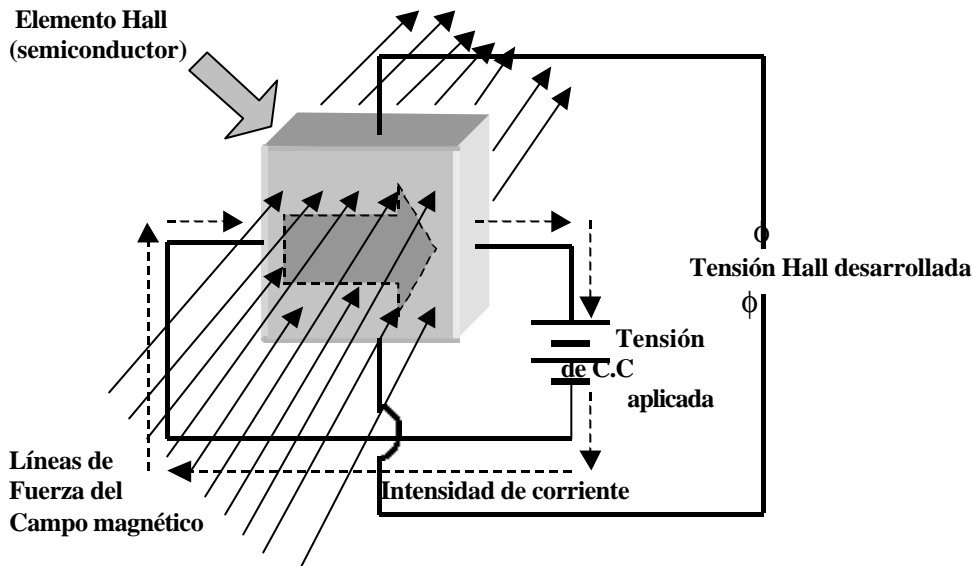 Elemento Hall
(semiconductor)
ϕ
Tensión Hall desarrollada
ϕ
Tensión
de C.C
aplicada
Líneas de
Fuerza del
Campo magnético
Intensidad de corriente